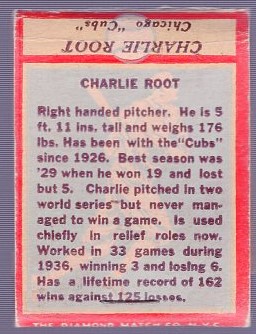 CHARLIE ROOT
Chicago "Cubs"
CHARLIE ROOT
Right handed pitcher. He is 5
ft. 11 ins. tall and weighs 176
lbs. Has been with the "Cubs"
since 1926. Best season was
'29 when he won 19 and lost
but 5. Charlie pitched in two
world series but never man-
aged to win a game. Is used
chiefly in relief roles now.
Worked in 33 games during
1936, winning 3 and losing 6.
Has a lifetime record of 162
wins against 125 losses.
THE DIAMOND MATCH CO. N.Y.C.